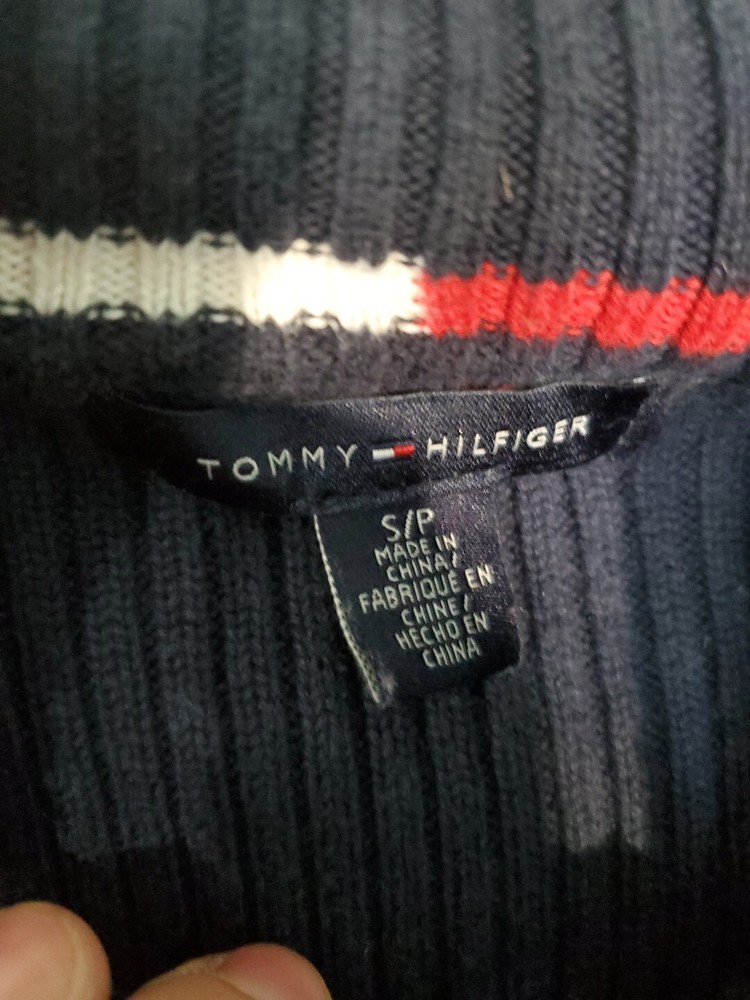 TOMMY HILFIGER
S/P
MADE IN
CHINA/
FABRIQUÉ EN
CHINE/
HECHO EN
CHINA